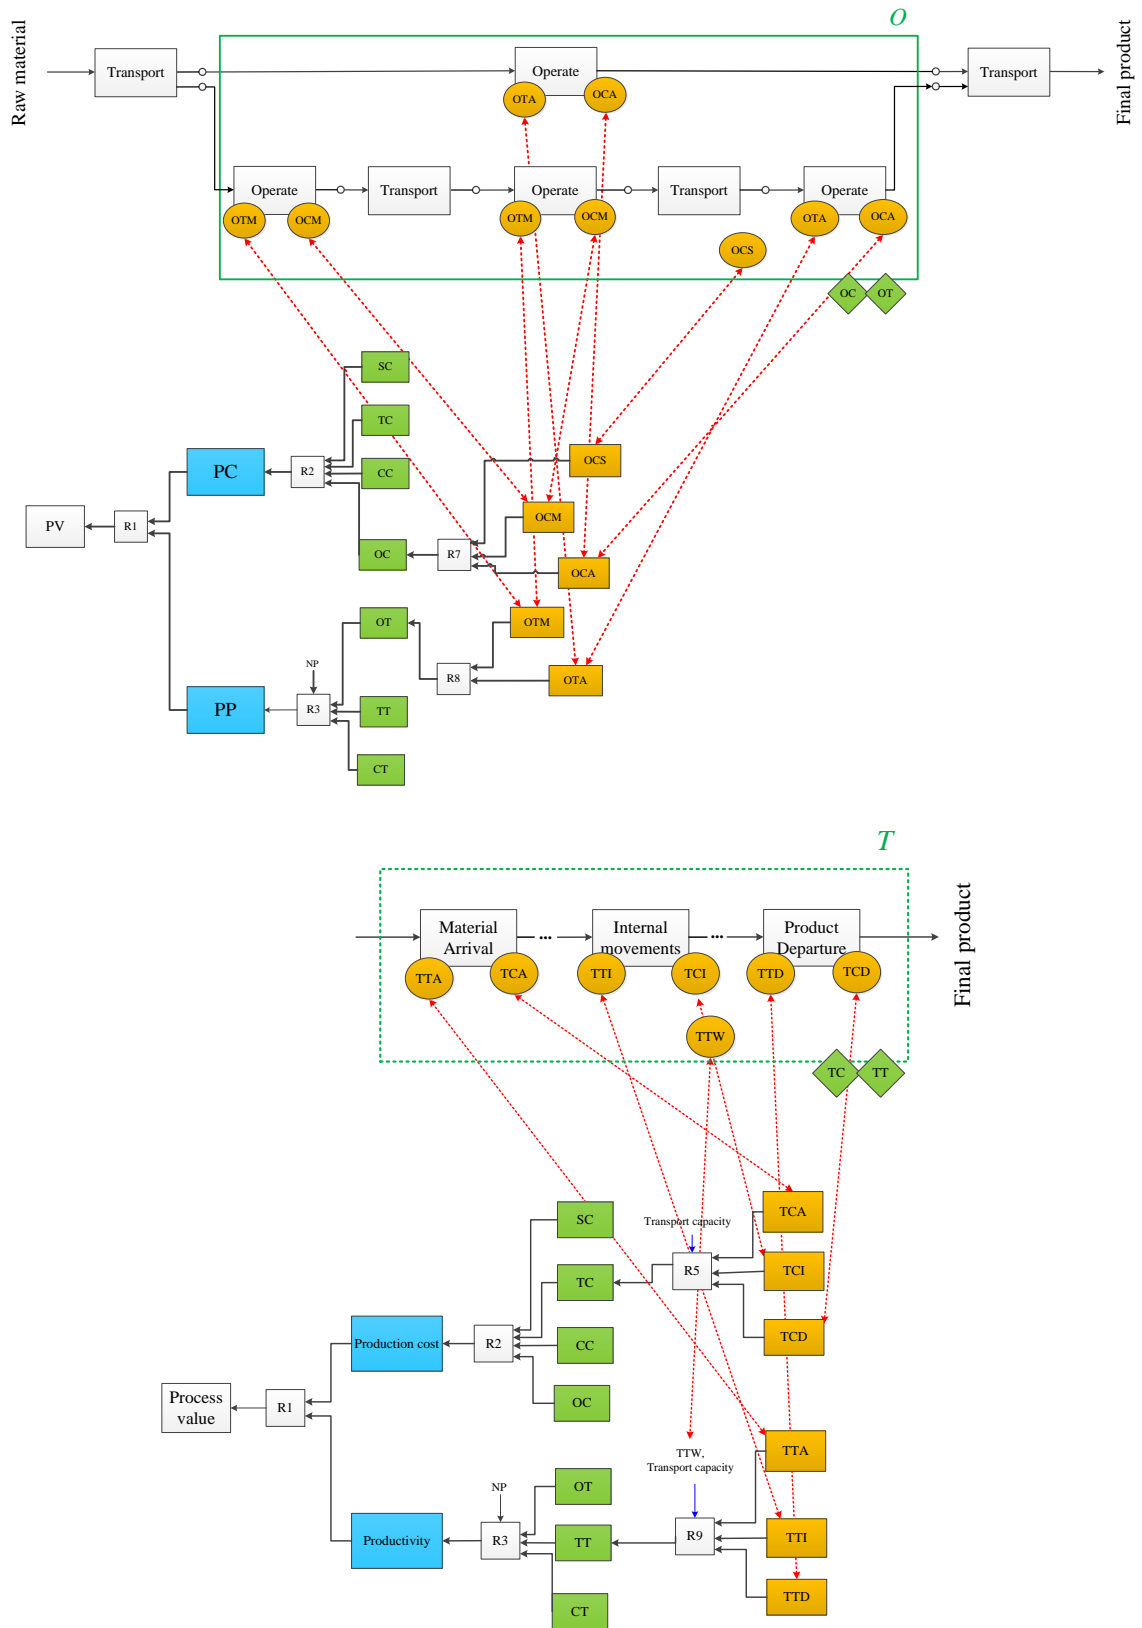 O
Raw material
Transport
Operate
Transport
Final product
OTA
OCA
Operate
Transport
Operate
Transport
Operate
OTM
OCM
OTM
OCM
OTA
OCA
OCS
OC
OT
SC
TC
PC
R2
CC
OCS
OCM
PV
R1
OC
R7
OCA
OT
OTM
NP
R8
OTA
PP
R3
TT
CT
T
Material
Arrival
...
Internal
movements
...
Product
Departure
Final product
TTA
TCA
TTI
TCI
TTD
TCD
TTW
TC
TT
SC
Transport capacity
TCA
TC
R5
TCI
Production cost
R2
CC
TCD
Process
value
R1
OC
TTW,
Transport capacity
TTA
NP
OT
Productivity
R3
TT
R9
TTI
CT
TTD